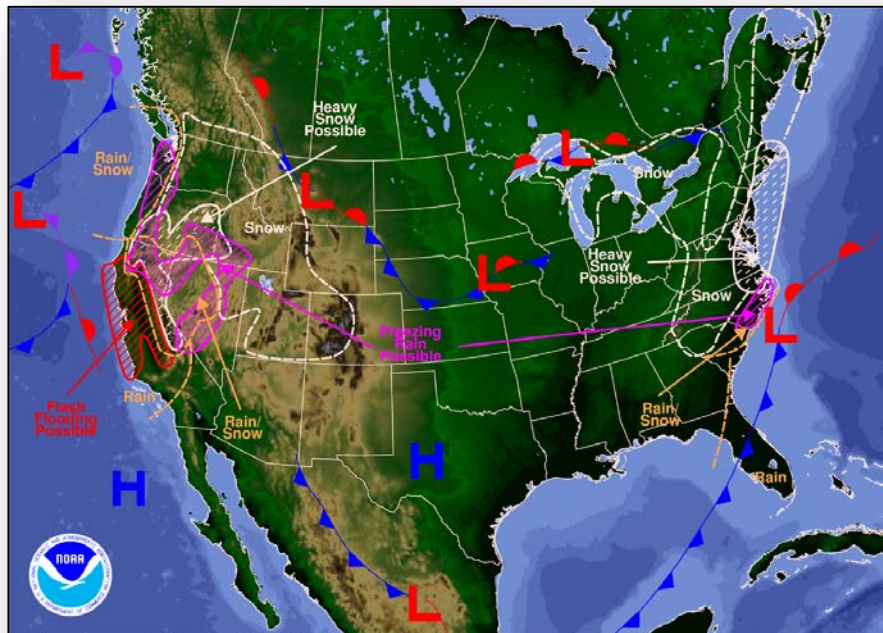 L
Heavy
Snow
Possible
L
Rain/
Snow
Snow
L
L
Snow
L
Heavy
Snow
Possible
L
Snow
L
Freezing
Rain
Possible
Flash
Flooding
Possible
Rain
Rain/
Snow
Rain/
Snow
H
H
Rain
NOAA
L